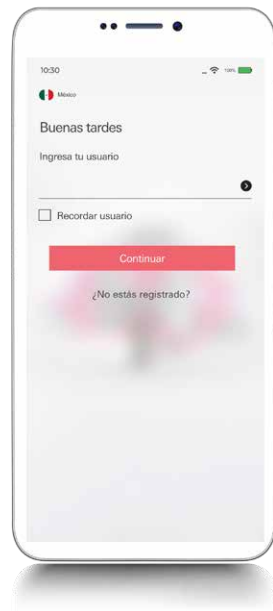 10:30
México
Buenas tardes
Ingresa tu usuario
Recordar usuario
Continuar
¿No estás registrado?